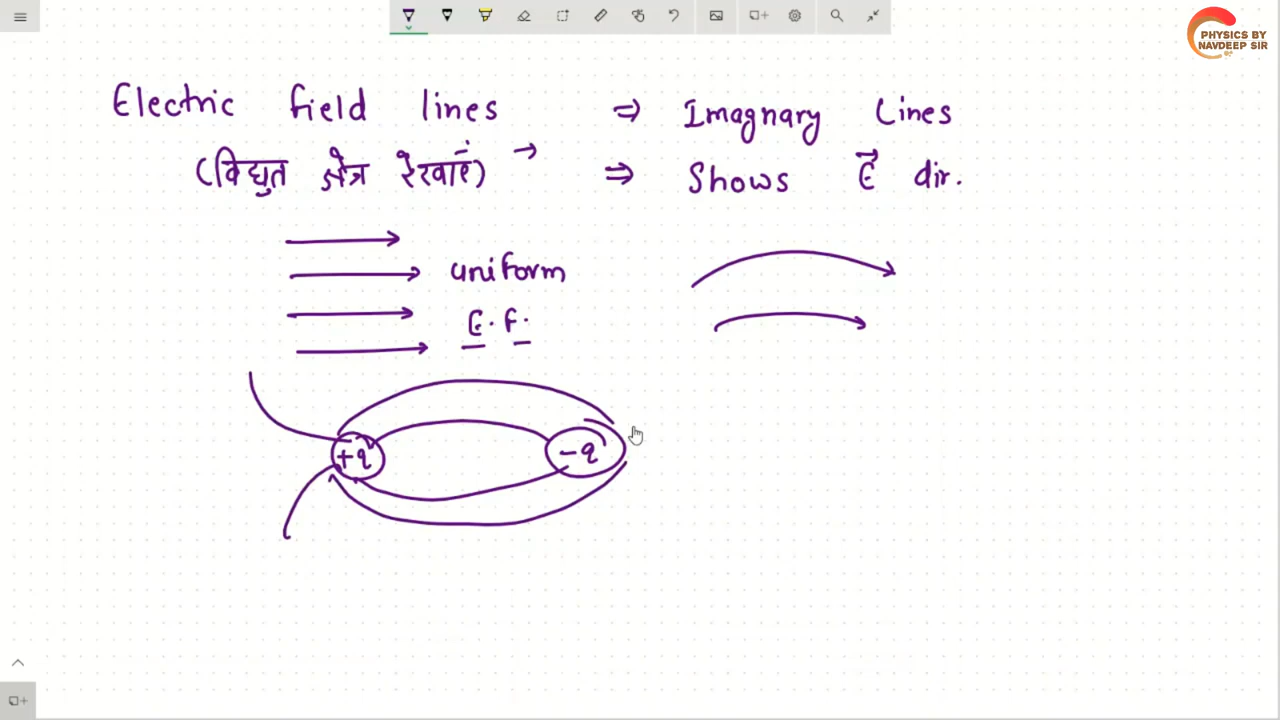 PHYSICS BY
NAVDEEP SIR
Electric field lines ⇒ Imagnary Lines
(विद्युत क्षेत्र रेखाएं) → ⇒ Shows E⃗ dir.
uniform
E.F.
+q -q